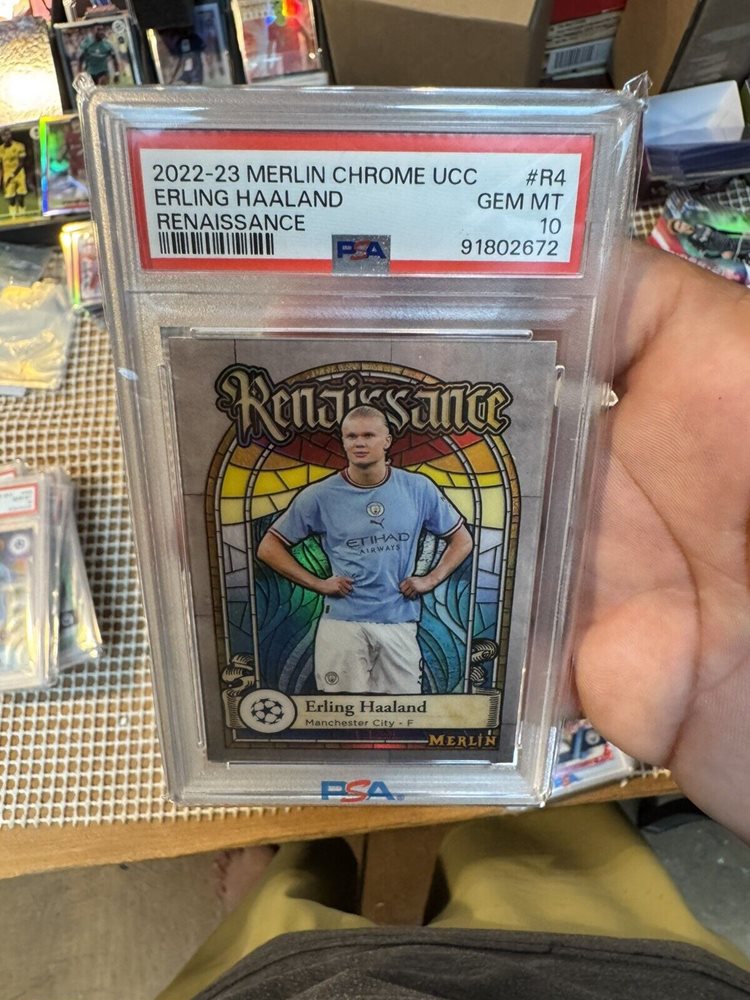 2022-23 MERLIN CHROME UCC #R4
ERLING HAALAND GEM MT
RENAISSANCE 10
PSA 91802672
Renaissance
ETIHAD
AIRWAYS
Erling Haaland
Manchester City - F
MERLIN
PSA